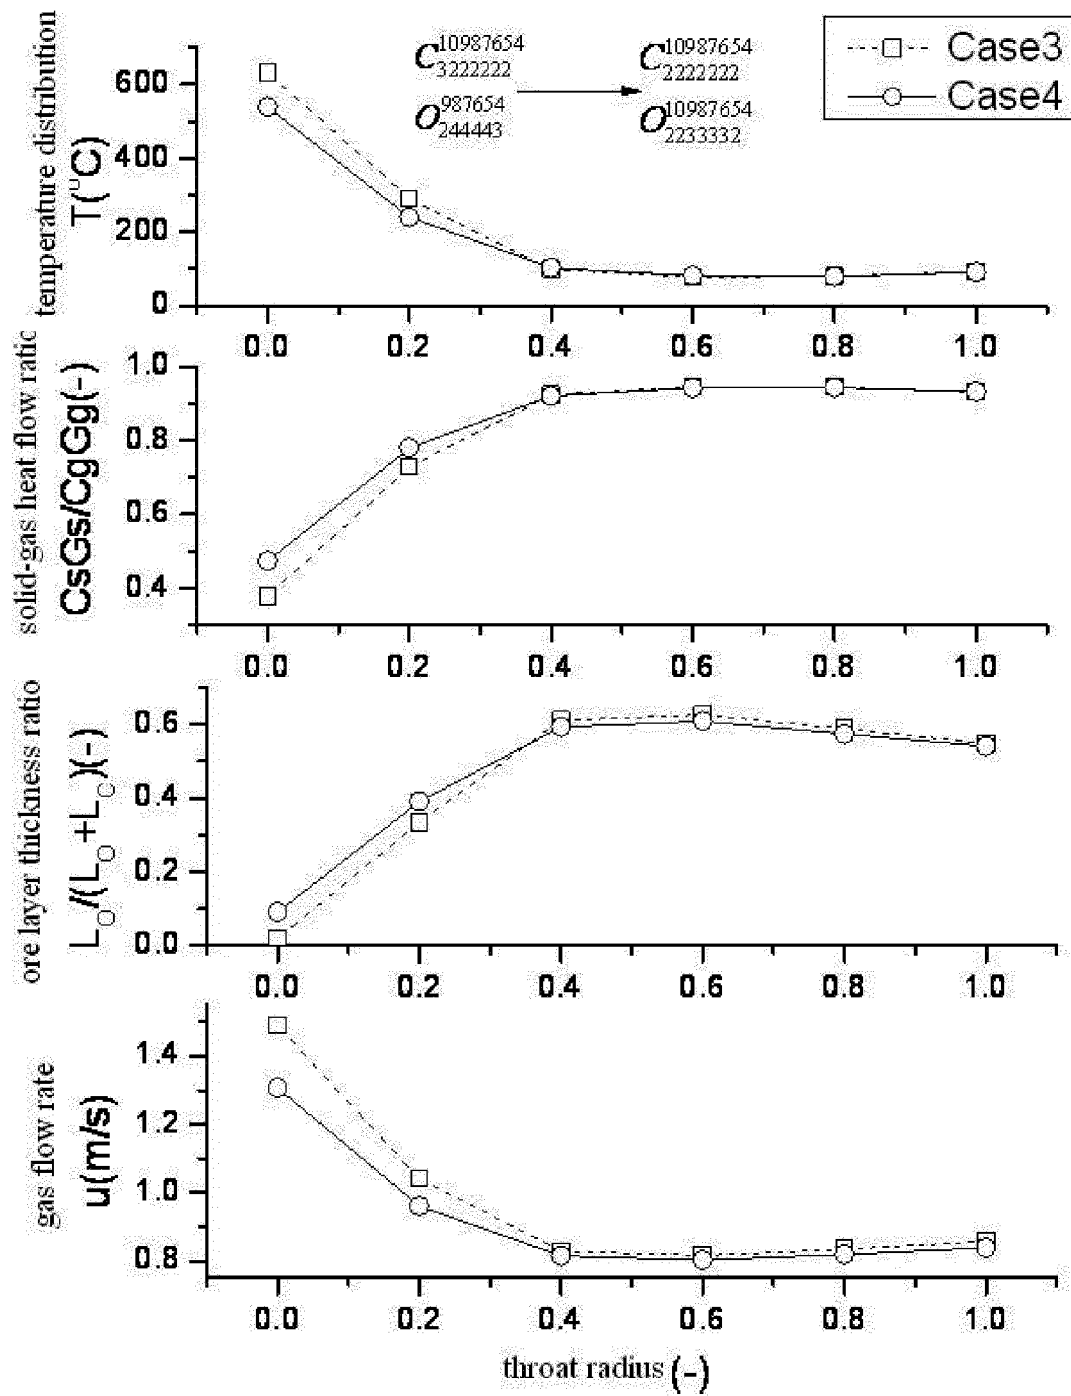 temperature distribution
T(°C)
600
400
200
0
C 10987654 3222222
O 987654 244443
C 10987654 2222222
O 10987654 2233332
Case3
Case4
0.0 0.2 0.4 0.6 0.8 1.0
solid-gas heat flow ratio
CsGs/CgGg(-)
1.0
0.8
0.6
0.4
0.0 0.2 0.4 0.6 0.8 1.0
ore layer thickness ratio
L_O/(L_O+L_C)(-)
0.6
0.4
0.2
0.0
0.0 0.2 0.4 0.6 0.8 1.0
gas flow rate
u(m/s)
1.4
1.2
1.0
0.8
0.0 0.2 0.4 0.6 0.8 1.0
throat radius (-)